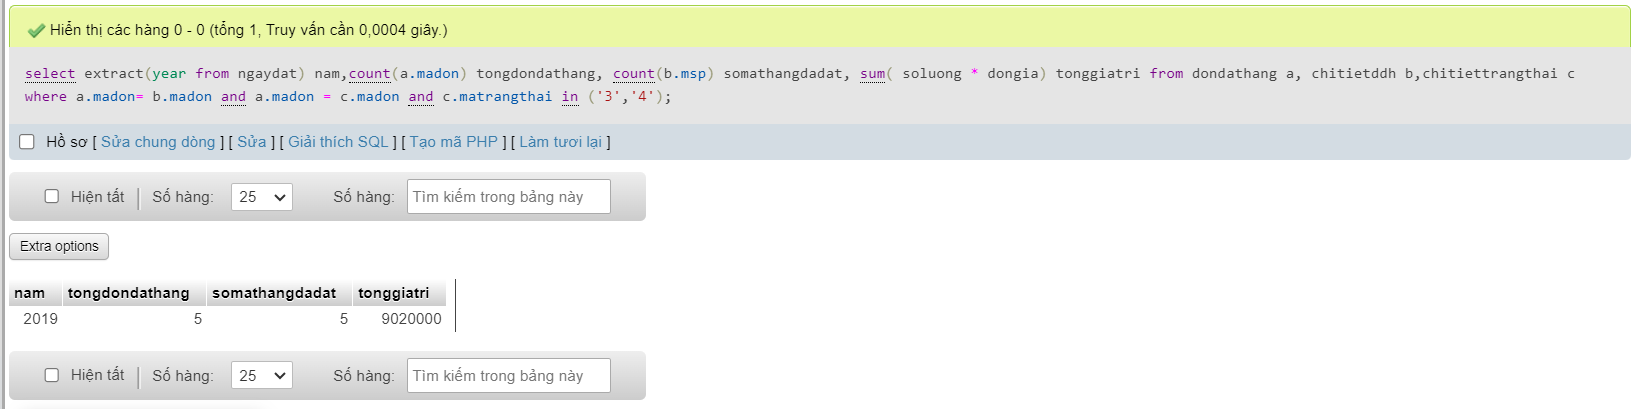 Hiển thị các hàng 0 - 0 (tổng 1, Truy vấn cần 0,0004 giây.)
select extract(year from ngaydat) nam,count(a.madon) tongdondathang, count(b.msp) somathangdadat, sum( soluong * dongia) tonggiatri from dondathang a, chitietddh b,chitiettrangthai c
where a.madon= b.madon and a.madon = c.madon and c.matrangthai in ('3','4');
Hồ sơ [ Sửa chung dòng ] [ Sửa ] [ Giải thích SQL ] [ Tạo mã PHP ] [ Làm tươi lại ]
Hiện tất Số hàng: 25 Số hàng: Tìm kiếm trong bảng này
Extra options
nam tongdondathang somathangdadat tonggiatri
2019 5 5 9020000
Hiện tất Số hàng: 25 Số hàng: Tìm kiếm trong bảng này